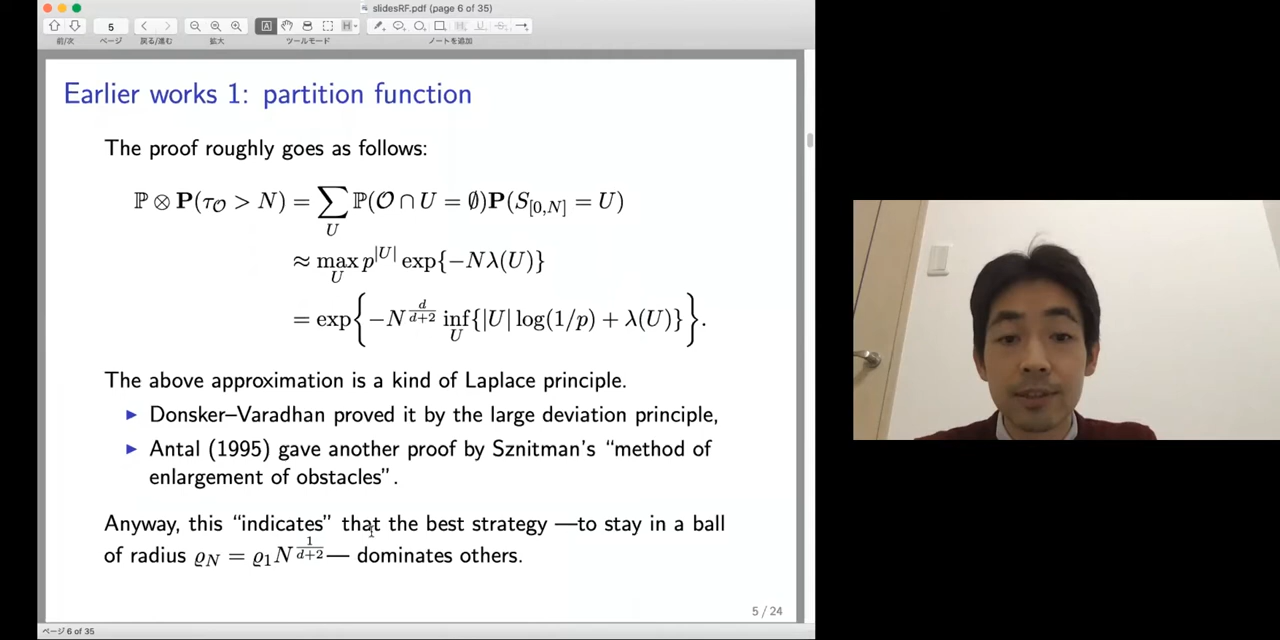 slidesRF.pdf (page 6 of 35)
5
前/次 ページ 戻る/進む 拡大 ツールモード ノートを追加
Earlier works 1: partition function
The proof roughly goes as follows:
ℙ ⊗ 𝐏(τ_𝒪 > N) = ∑_U ℙ(𝒪 ∩ U = ∅)𝐏(S_{[0,N]} = U)
≈ max_U p^{|U|} exp{−Nλ(U)}
= exp{−N^{d/(d+2)} inf_U{|U| log(1/p) + λ(U)}}.
The above approximation is a kind of Laplace principle.
▶ Donsker–Varadhan proved it by the large deviation principle,
▶ Antal (1995) gave another proof by Sznitman's “method of
enlargement of obstacles”.
Anyway, this “indicates” that the best strategy —to stay in a ball
of radius ϱ_N = ϱ_1 N^{1/(d+2)}— dominates others.
5 / 24
ページ 6 of 35